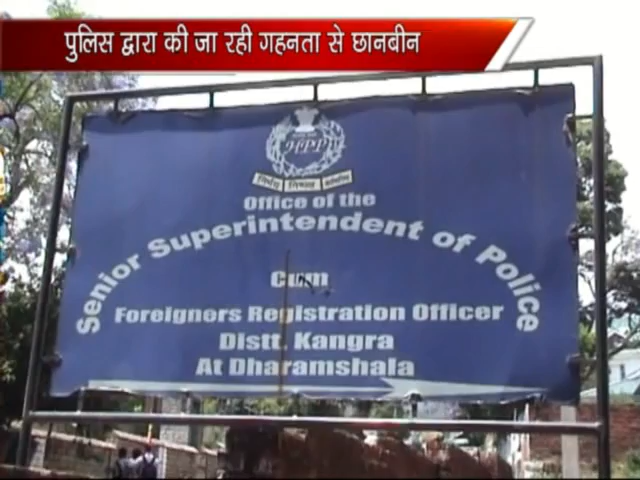 पुलिस द्वारा की जा रही गहनता से छानबीन
HPP
Office of the
Senior Superintendent of Police
Cum
Foreigners Registration Officer
Distt. Kangra
At Dharamshala